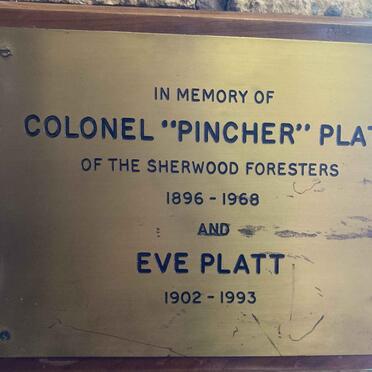 IN MEMORY OF
COLONEL "PINCHER" PLAT
OF THE SHERWOOD FORESTERS
1896 - 1968
AND
EVE PLATT
1902 - 1993